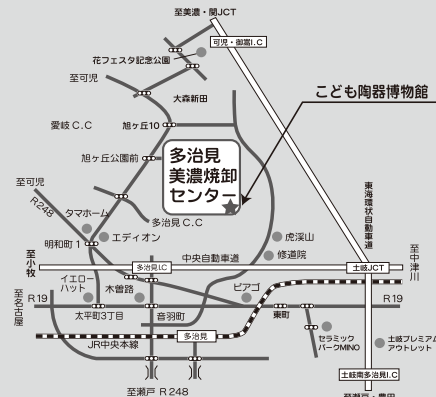 至美濃・関JCT
可児・御嵩I.C
花フェスタ記念公園
至可児
大森新田
こども陶器博物館
愛岐C.C
旭ヶ丘10
旭ヶ丘公園前
多治見
美濃焼卸
センター
至可児
R248
タマホーム
多治見C.C
東海環状自動車道
明和町1
エディオン
虎渓山
修道院
至小牧
中央自動車道
多治見I.C
土岐JCT
至中津川
イエロー
ハット
木曽路
ピアゴ
至名古屋
R19
R19
太平町3丁目
音羽町
東町
多治見
JR中央本線
セラミック
パークMINO
土岐プレミアム
アウトレット
土岐南多治見I.C
至瀬戸 R248
至瀬戸・豊田